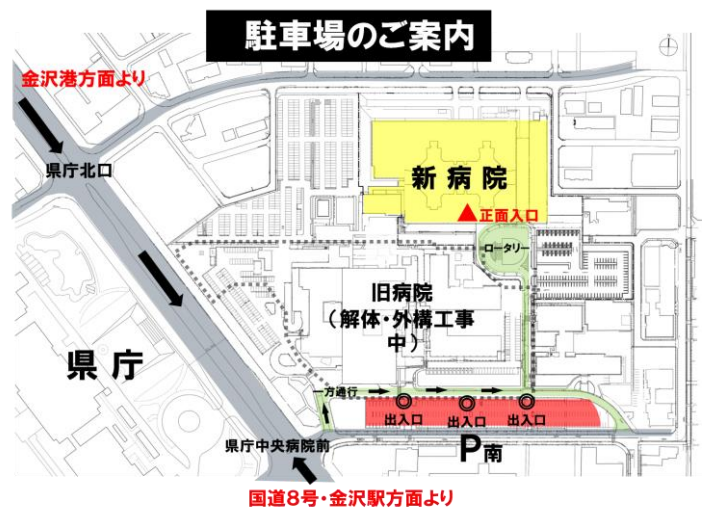 駐車場のご案内
金沢港方面より
県庁北口
新病院
正面入口
ロータリー
旧病院
（解体・外構工事
中）
県庁
一方通行
出入口
出入口
出入口
県庁中央病院前
P南
国道８号・金沢駅方面より